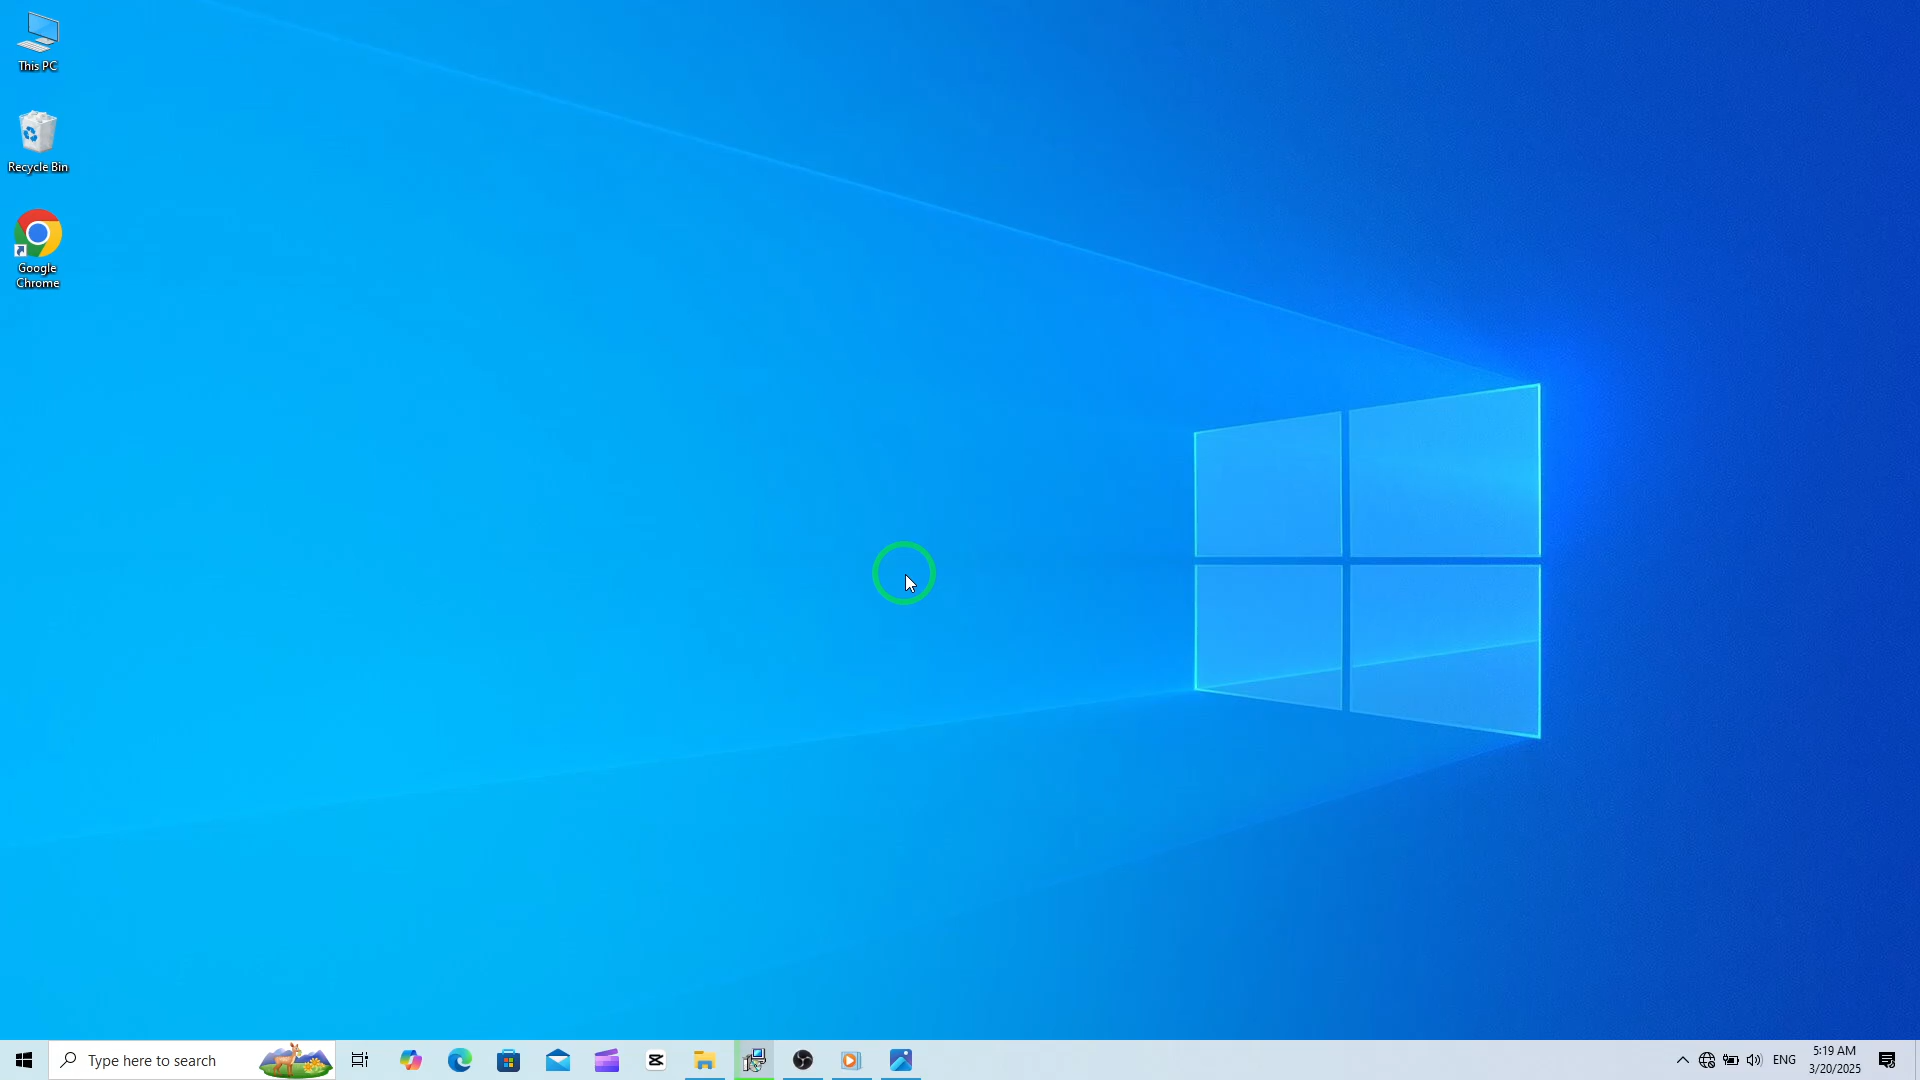 This PC
Recycle Bin
Google
Chrome
Type here to search
ENG
5:19 AM
3/20/2025